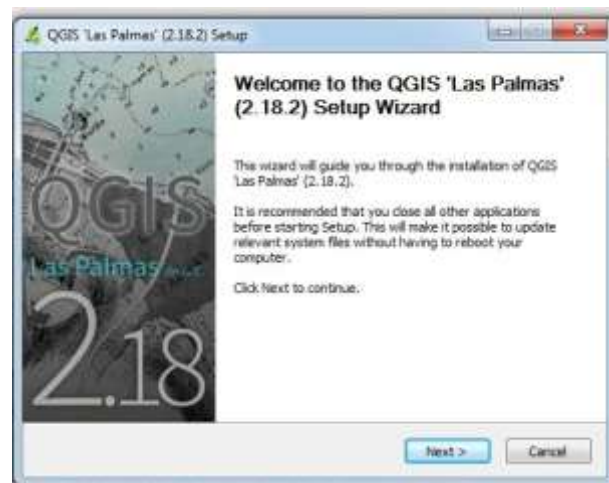 QGIS 'Las Palmas' (2.18.2) Setup
Welcome to the QGIS 'Las Palmas'
(2.18.2) Setup Wizard
This wizard will guide you through the installation of QGIS
'Las Palmas' (2.18.2).
It is recommended that you close all other applications
before starting Setup. This will make it possible to update
relevant system files without having to reboot your
computer.
Click Next to continue.
QGIS
Las Palmas
2.18
Next >
Cancel